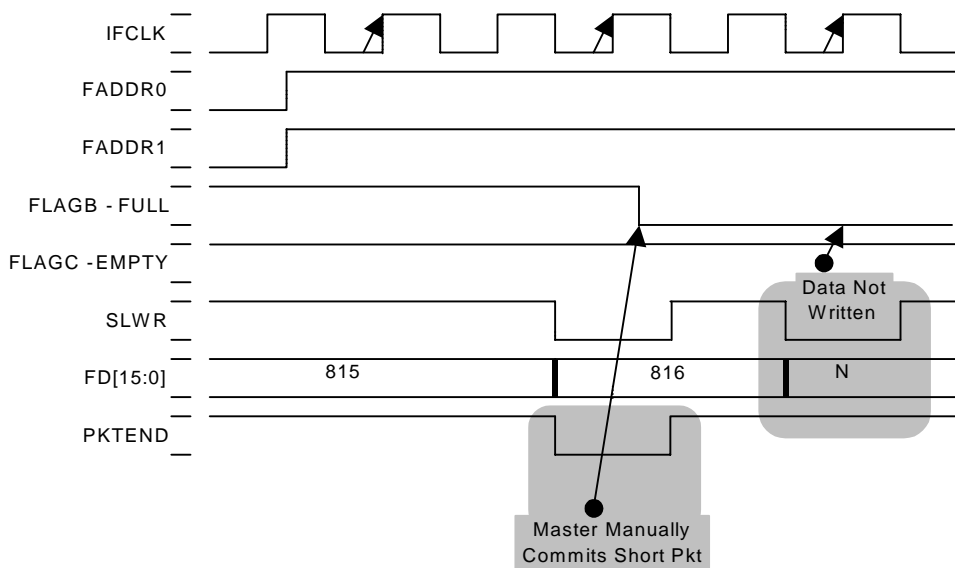 IFCLK
FADDR0
FADDR1
FLAGB - FULL
FLAGC - EMPTY
Data Not
Written
SLWR
FD[15:0]
815
816
N
PKTEND
Master Manually
Commits Short Pkt